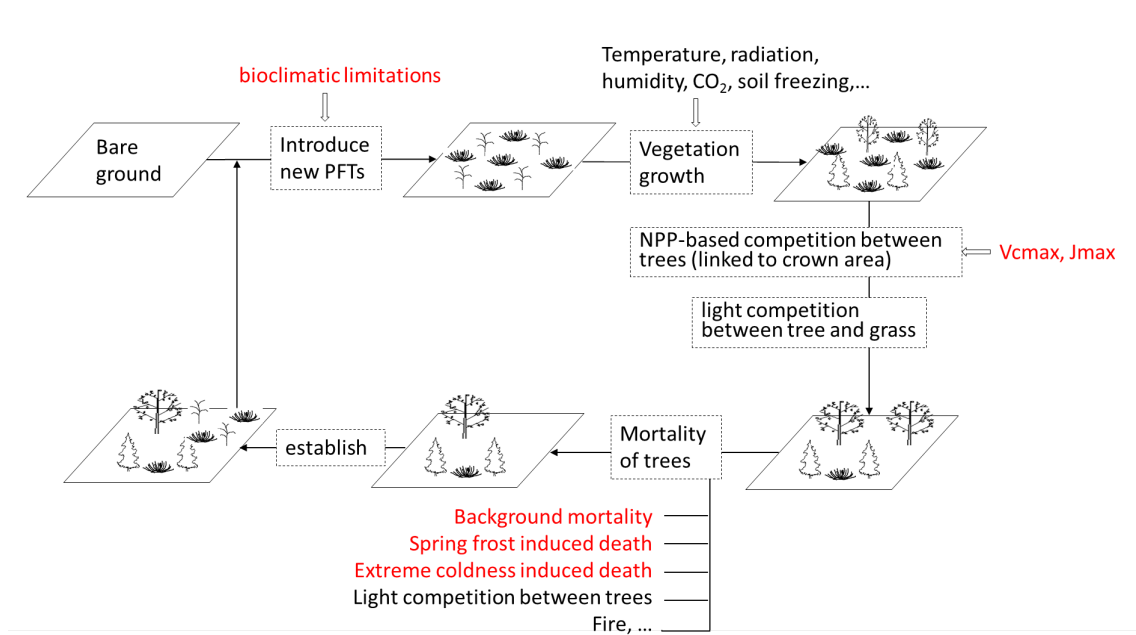 bioclimatic limitations
Temperature, radiation,
humidity, CO₂, soil freezing,...
Bare
ground
Introduce
new PFTs
Vegetation
growth
NPP-based competition between
trees (linked to crown area)
Vcmax, Jmax
light competition
between tree and grass
establish
Mortality
of trees
Background mortality
Spring frost induced death
Extreme coldness induced death
Light competition between trees
Fire, ...